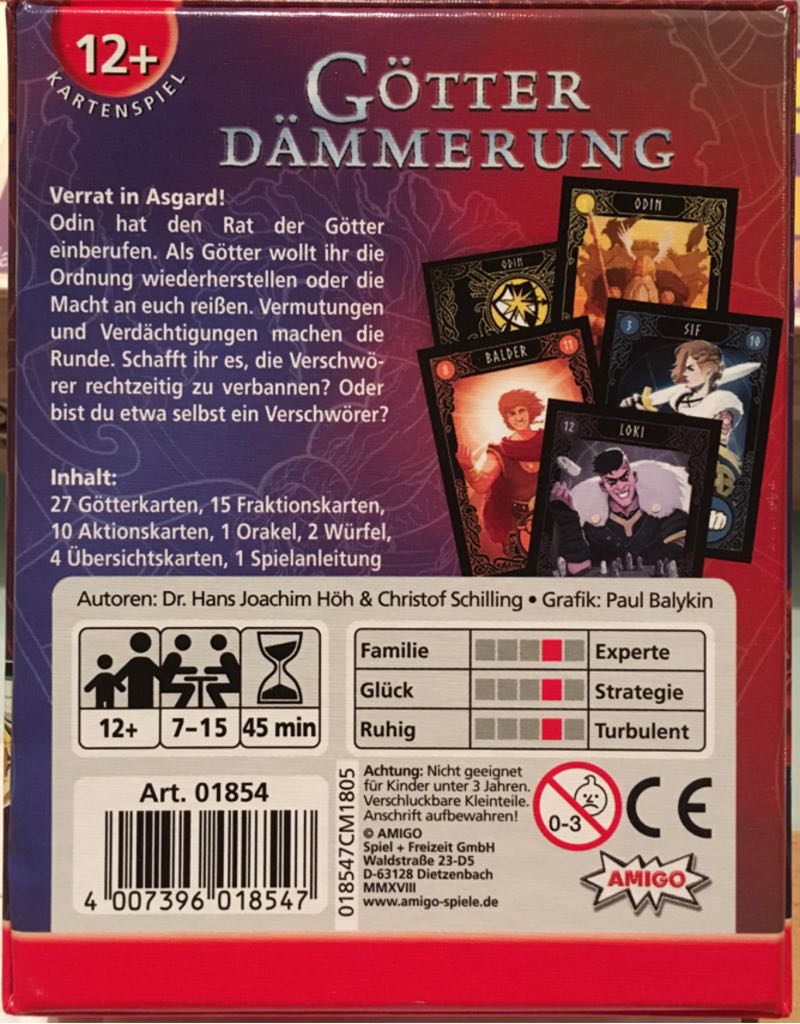 12+
KARTENSPIEL
GÖTTER
DÄMMERUNG
Verrat in Asgard!
Odin hat den Rat der Götter
einberufen. Als Götter wollt ihr die
Ordnung wiederherstellen oder die
Macht an euch reißen. Vermutungen
und Verdächtigungen machen die
Runde. Schafft ihr es, die Verschwö-
rer rechtzeitig zu verbannen? Oder
bist du etwa selbst ein Verschwörer?
1 ODIN
ODIN
3 SIF 10
8 BALDER 11
12 LOKI
Inhalt:
27 Götterkarten, 15 Fraktionskarten,
10 Aktionskarten, 1 Orakel, 2 Würfel,
4 Übersichtskarten, 1 Spielanleitung
Autoren: Dr. Hans Joachim Höh & Christof Schilling • Grafik: Paul Balykin
12+ 7–15 45 min
Familie Experte
Glück Strategie
Ruhig Turbulent
Art. 01854
4 007396 018547
018547CM1805
Achtung: Nicht geeignet
für Kinder unter 3 Jahren.
Verschluckbare Kleinteile.
Anschrift aufbewahren!
© AMIGO
Spiel + Freizeit GmbH
Waldstraße 23-D5
D-63128 Dietzenbach
MMXVIII
www.amigo-spiele.de
0-3
CE
AMIGO